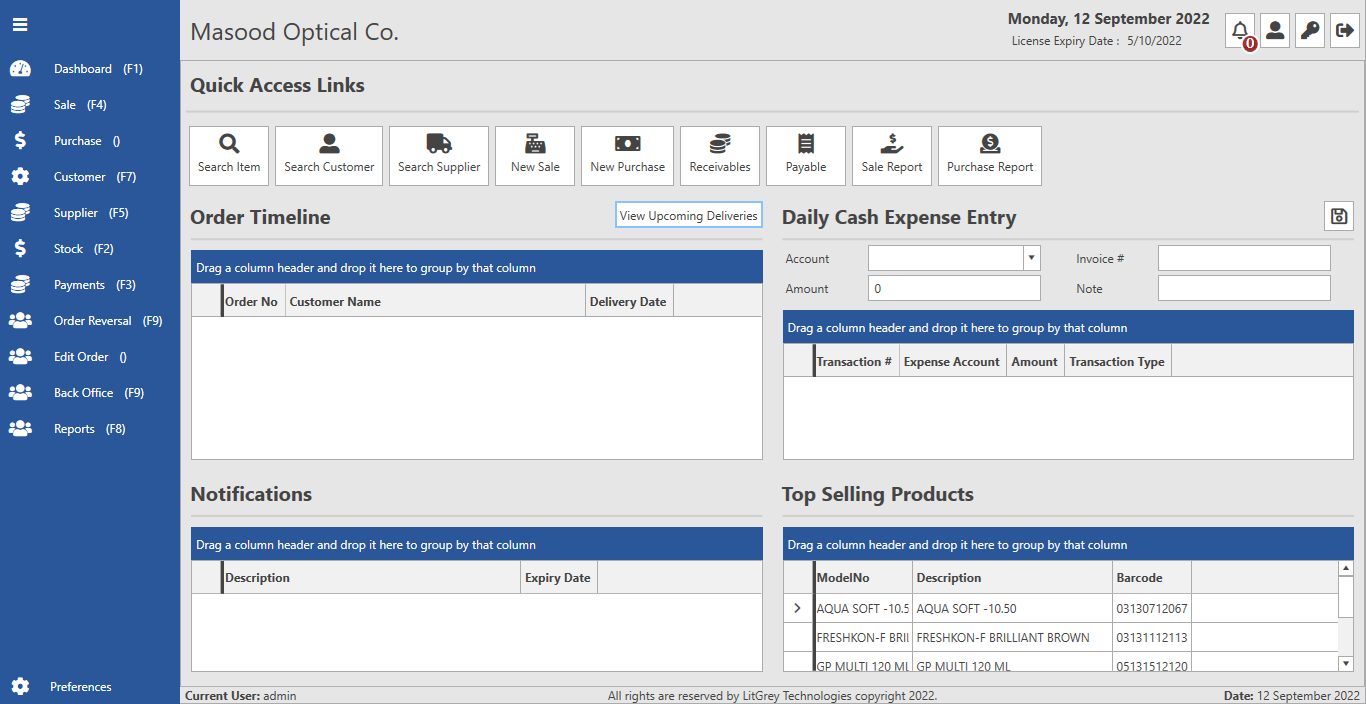 Masood Optical Co.
Monday, 12 September 2022
License Expiry Date : 5/10/2022
0
Dashboard (F1)
Sale (F4)
Purchase ()
Customer (F7)
Supplier (F5)
Stock (F2)
Payments (F3)
Order Reversal (F9)
Edit Order ()
Back Office (F9)
Reports (F8)
Preferences
Quick Access Links
Search Item
Search Customer
Search Supplier
New Sale
New Purchase
Receivables
Payable
Sale Report
Purchase Report
Order Timeline
View Upcoming Deliveries
Drag a column header and drop it here to group by that column
Order No Customer Name Delivery Date
Daily Cash Expense Entry
Account
Invoice #
Amount 0
Note
Drag a column header and drop it here to group by that column
Transaction # Expense Account Amount Transaction Type
Notifications
Drag a column header and drop it here to group by that column
Description Expiry Date
Top Selling Products
Drag a column header and drop it here to group by that column
ModelNo Description Barcode
AQUA SOFT -10.5 AQUA SOFT -10.50 03130712067
FRESHKON-F BRII FRESHKON-F BRILLIANT BROWN 03131112113
GP MULTI 120 ML GP MULTI 120 ML 05131512120
Current User: admin
All rights are reserved by LitGrey Technologies copyright 2022.
Date: 12 September 2022